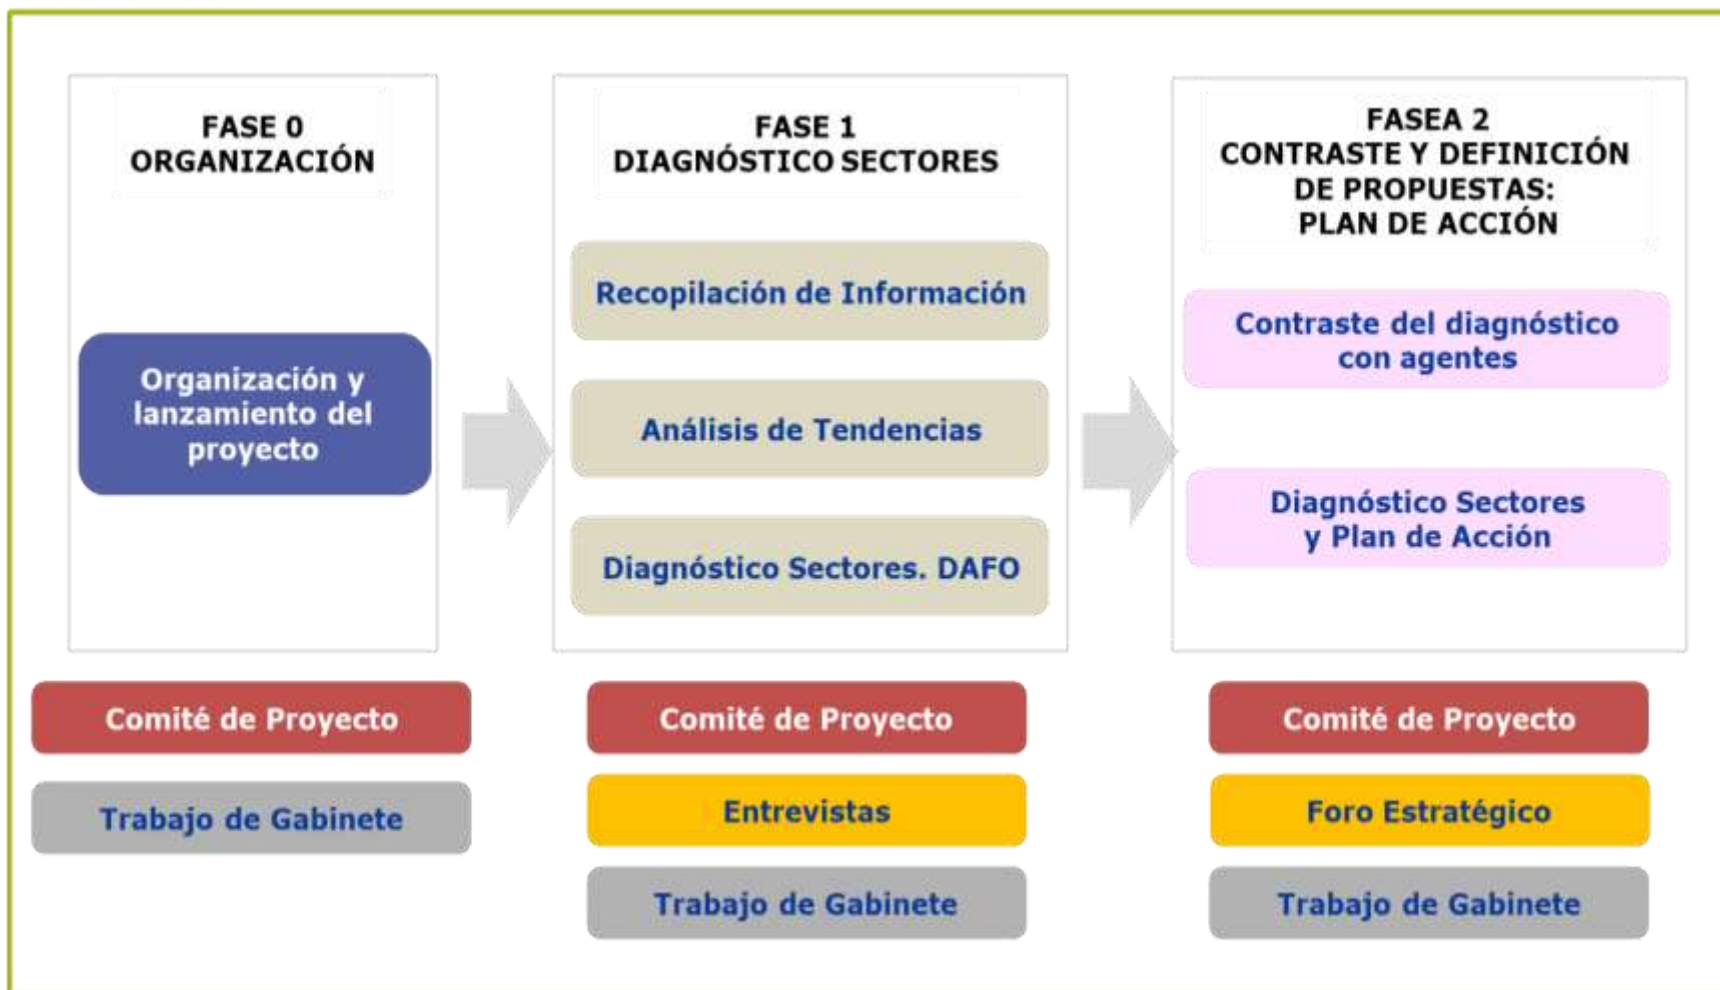 FASE 0
ORGANIZACIÓN
Organización y
lanzamiento del
proyecto
Comité de Proyecto
Trabajo de Gabinete
FASE 1
DIAGNÓSTICO SECTORES
Recopilación de Información
Análisis de Tendencias
Diagnóstico Sectores. DAFO
Comité de Proyecto
Entrevistas
Trabajo de Gabinete
FASEA 2
CONTRASTE Y DEFINICIÓN
DE PROPUESTAS:
PLAN DE ACCIÓN
Contraste del diagnóstico
con agentes
Diagnóstico Sectores
y Plan de Acción
Comité de Proyecto
Foro Estratégico
Trabajo de Gabinete